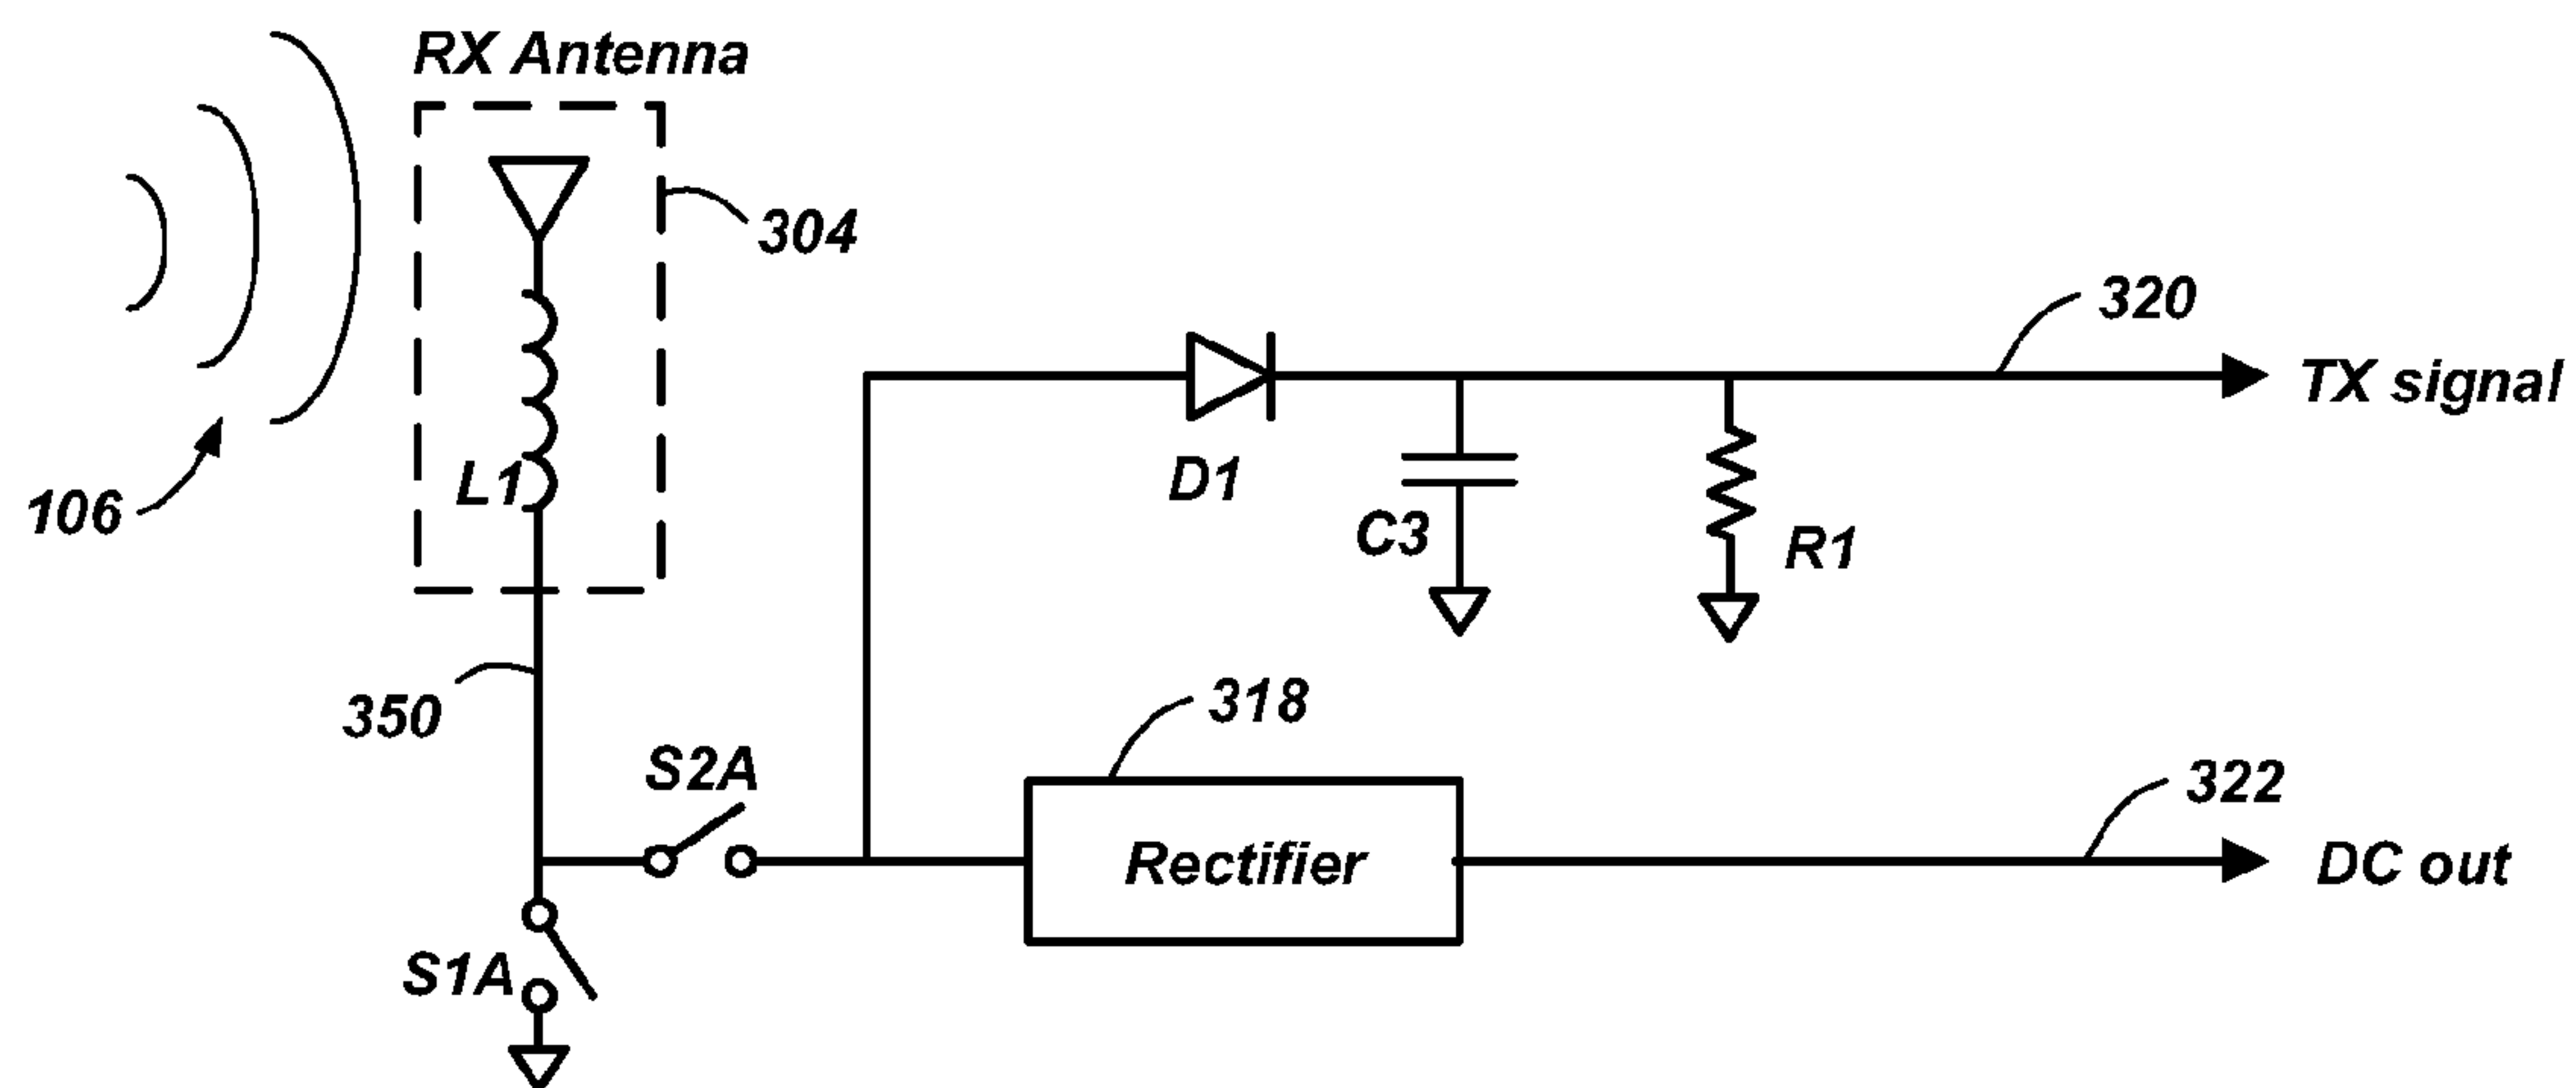 RX Antenna
304
320
TX signal
L1
D1
106
C3
R1
318
350
S2A
322
Rectifier
DC out
S1A